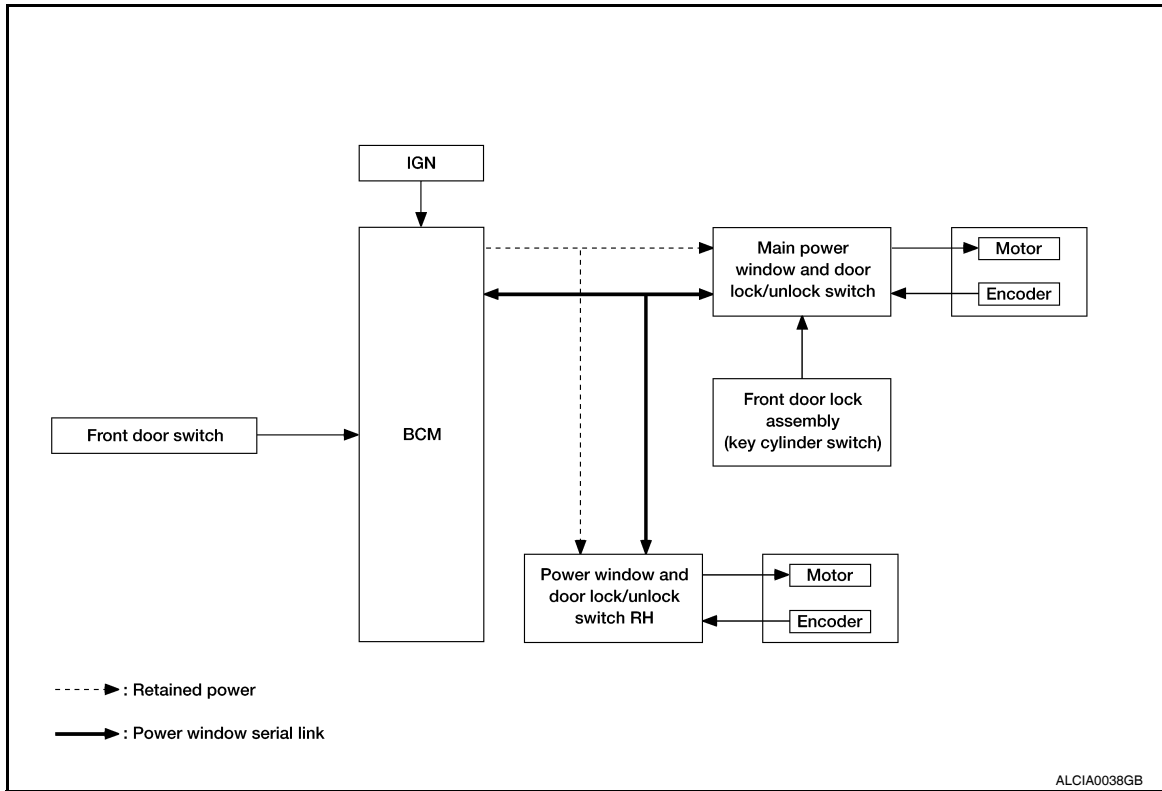 IGN
BCM
Front door switch
Main power
window and door
lock/unlock switch
Motor
Encoder
Front door lock
assembly
(key cylinder switch)
Power window and
door lock/unlock
switch RH
Motor
Encoder
: Retained power
: Power window serial link
ALCIA0038GB